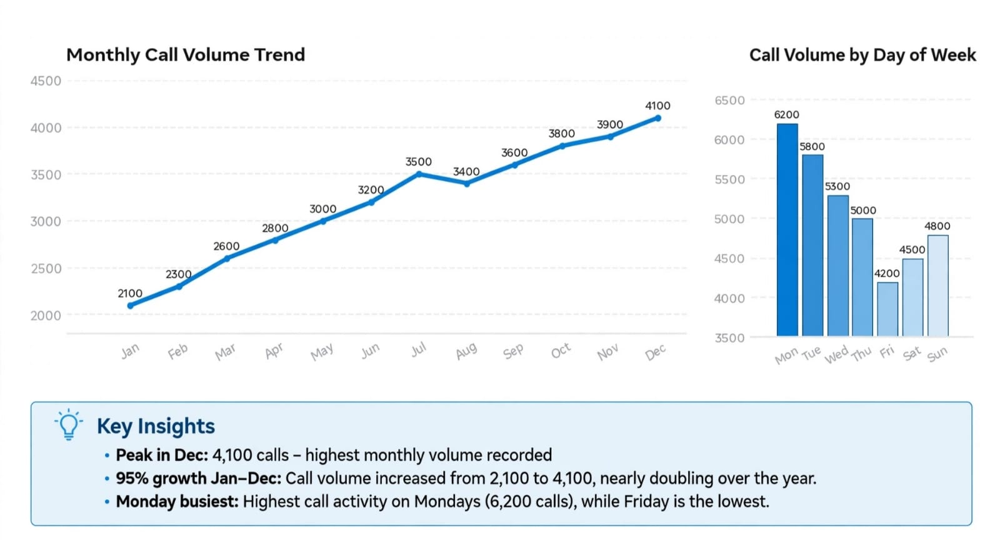 Monthly Call Volume Trend
4500
4000
3500
3000
2500
2000
2100
2300
2600
2800
3000
3200
3500
3400
3600
3800
3900
4100
Jan
Feb
Mar
Apr
May
Jun
Jul
Aug
Sep
Oct
Nov
Dec
Call Volume by Day of Week
6500
6000
5500
5000
4500
4000
3500
6200
5800
5300
5000
4200
4500
4800
Mon
Tue
Wed
Thu
Fri
Sat
Sun
Key Insights
• Peak in Dec: 4,100 calls – highest monthly volume recorded
• 95% growth Jan–Dec: Call volume increased from 2,100 to 4,100, nearly doubling over the year.
• Monday busiest: Highest call activity on Mondays (6,200 calls), while Friday is the lowest.